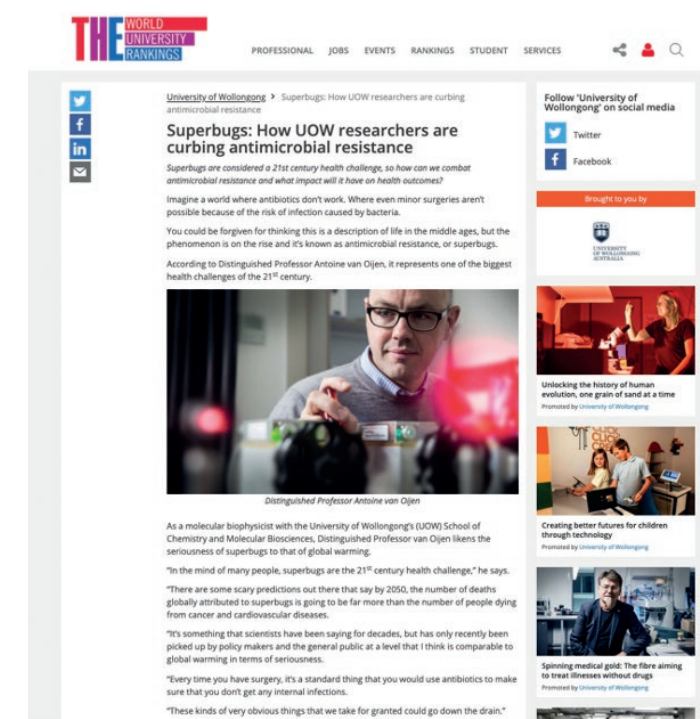 THE WORLD
UNIVERSITY
RANKINGS
PROFESSIONAL JOBS EVENTS RANKINGS STUDENT SERVICES
University of Wollongong > Superbugs: How UOW researchers are curbing
antimicrobial resistance
Superbugs: How UOW researchers are
curbing antimicrobial resistance
Superbugs are considered a 21st century health challenge, so how can we combat
antimicrobial resistance and what impact will it have on health outcomes?
Imagine a world where antibiotics don't work. Where even minor surgeries aren't
possible because of the risk of infection caused by bacteria.
You could be forgiven for thinking this is a description of life in the middle ages, but the
phenomenon is on the rise and it's known as antimicrobial resistance, or superbugs.
According to Distinguished Professor Antoine van Oijen, it represents one of the biggest
health challenges of the 21st century.
Distinguished Professor Antoine van Oijen
As a molecular biophysicist with the University of Wollongong's (UOW) School of
Chemistry and Molecular Biosciences, Distinguished Professor van Oijen likens the
seriousness of superbugs to that of global warming.
"In the mind of many people, superbugs are the 21st century health challenge," he says.
"There are some scary predictions out there that say by 2050, the number of deaths
globally attributed to superbugs is going to be far more than the number of people dying
from cancer and cardiovascular diseases.
"It's something that scientists have been saying for decades, but has only recently been
picked up by policy makers and the general public at a level that I think is comparable to
global warming in terms of seriousness.
"Every time you have surgery, it's a standard thing that you would use antibiotics to make
sure that you don't get any internal infections.
"These kinds of very obvious things that we take for granted could go down the drain."
Follow 'University of
Wollongong' on social media
Twitter
Facebook
Brought to you by
UNIVERSITY
OF WOLLONGONG
AUSTRALIA
Unlocking the history of human
evolution, one grain of sand at a time
Promoted by University of Wollongong
CLICK
Creating better futures for children
through technology
Promoted by University of Wollongong
Spinning medical gold: The fibre aiming
to treat illnesses without drugs
Promoted by University of Wollongong